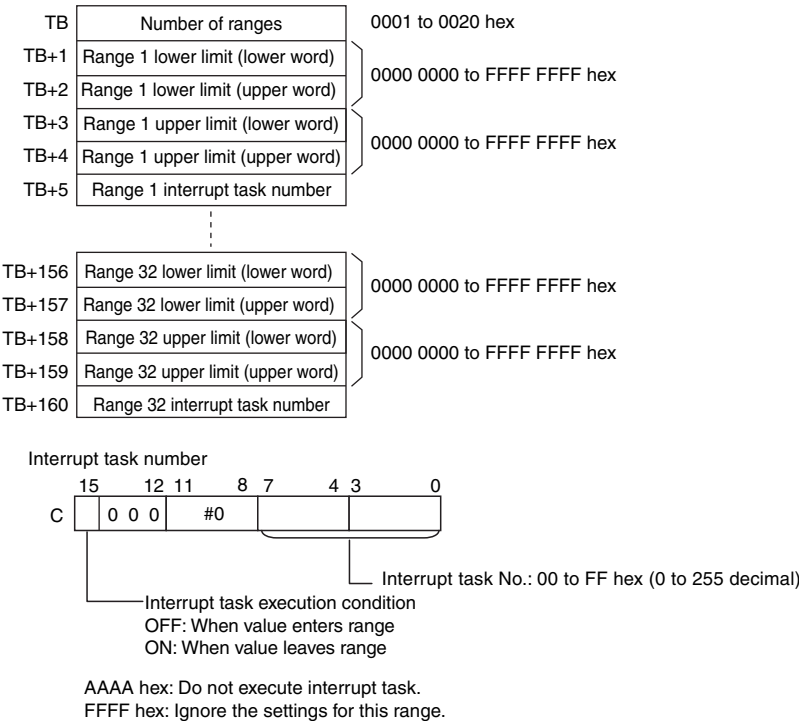 TB Number of ranges 0001 to 0020 hex
TB+1 Range 1 lower limit (lower word)
0000 0000 to FFFF FFFF hex
TB+2 Range 1 lower limit (upper word)
TB+3 Range 1 upper limit (lower word)
0000 0000 to FFFF FFFF hex
TB+4 Range 1 upper limit (upper word)
TB+5 Range 1 interrupt task number
TB+156 Range 32 lower limit (lower word)
0000 0000 to FFFF FFFF hex
TB+157 Range 32 lower limit (upper word)
TB+158 Range 32 upper limit (lower word)
0000 0000 to FFFF FFFF hex
TB+159 Range 32 upper limit (upper word)
TB+160 Range 32 interrupt task number
Interrupt task number
15 12 11 8 7 4 3 0
C 0 0 0 #0
Interrupt task No.: 00 to FF hex (0 to 255 decimal)
Interrupt task execution condition
OFF: When value enters range
ON: When value leaves range
AAAA hex: Do not execute interrupt task.
FFFF hex: Ignore the settings for this range.